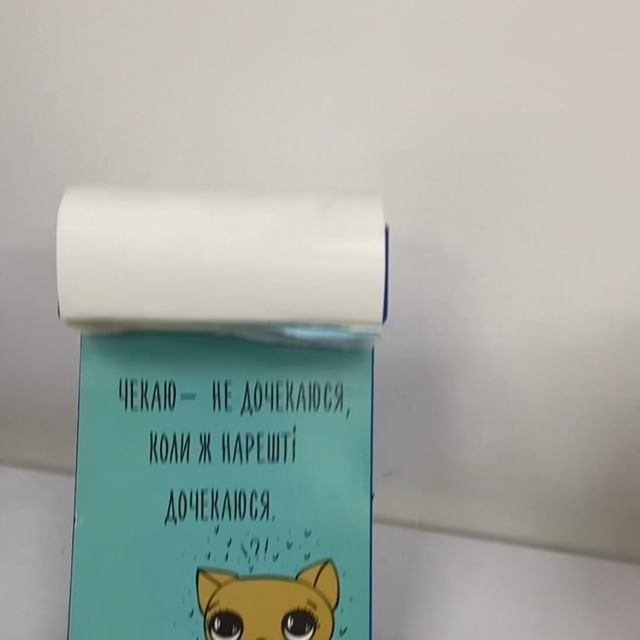 ЧЕКАЮ — НЕ ДОЧЕКАЮСЯ,
КОЛИ Ж НАРЕШТІ
ДОЧЕКАЮСЯ.
?!